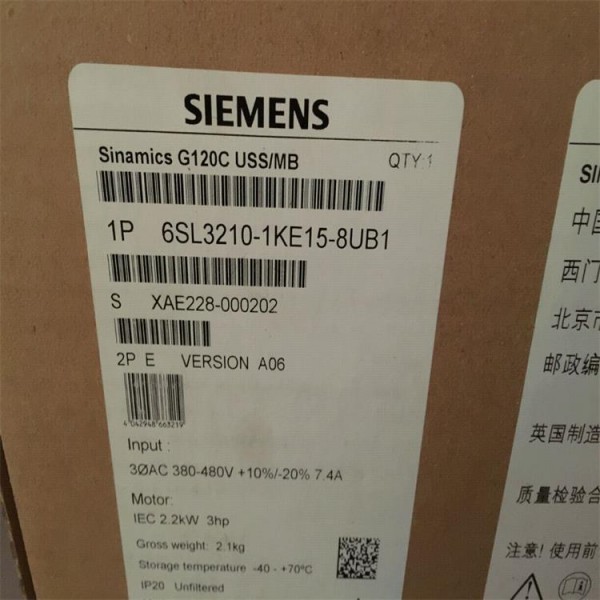 SIEMENS
Sinamics G120C USS/MB QTY:1
1P 6SL3210-1KE15-8UB1
S XAE228-000202
2P E VERSION A06
4 042948 663219
Input :
3ØAC 380-480V +10%/-20% 7.4A
Motor:
IEC 2.2kW 3hp
Gross weight: 2.1kg
Storage temperature -40 - +70°C
IP20 Unfiltered
SI
中国
西门
北京市
邮政编
英国制造
质量检验合
注意! 使用前